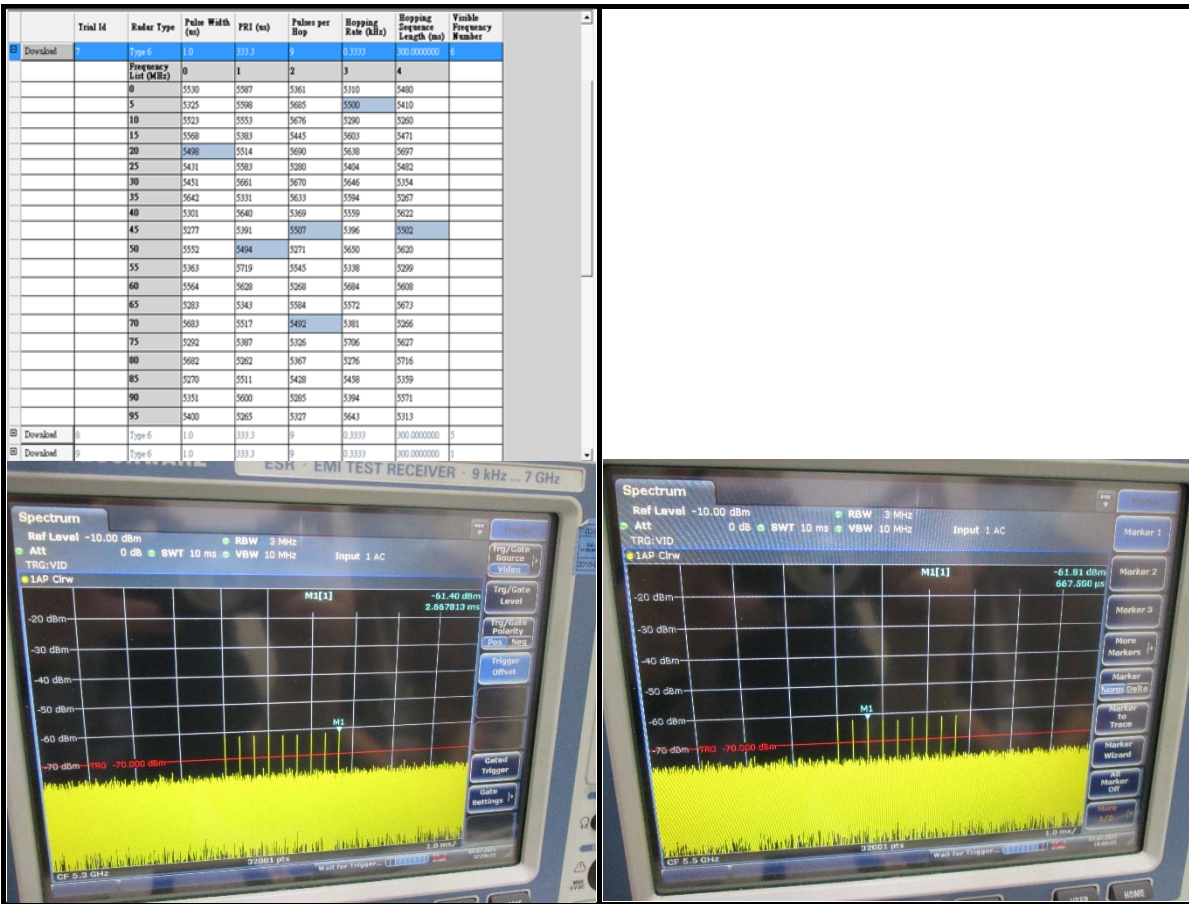 Trial Id Radar Type Pulse Width (us) PRI (us) Pulses per Hop Hopping Rate (kHz) Hopping Sequence Length (ms) Visible Frequency Number
Download 7 Type 6 1.0 333.3 9 0.3333 300.0000000 6
Frequency List (MHz) 0 1 2 3 4
0 5530 5587 5361 5310 5480
5 5325 5598 5685 5500 5410
10 5523 5553 5676 5290 5260
15 5568 5383 5445 5603 5471
20 5498 5514 5690 5638 5697
25 5431 5583 5280 5404 5482
30 5451 5661 5670 5646 5354
35 5642 5331 5633 5594 5267
40 5301 5640 5369 5559 5622
45 5277 5391 5507 5396 5502
50 5552 5494 5271 5650 5620
55 5363 5719 5545 5338 5299
60 5564 5628 5268 5684 5608
65 5283 5343 5584 5572 5673
70 5683 5517 5492 5381 5266
75 5292 5387 5326 5706 5627
80 5682 5262 5367 5276 5716
85 5270 5511 5428 5458 5359
90 5351 5600 5285 5394 5571
95 5400 5265 5327 5643 5313
Download 8 Type 6 1.0 333.3 9 0.3333 300.0000000 5
Download 9 Type 6 1.0 333.3 9 0.3333 300.0000000 1
ESR · EMI TEST RECEIVER · 9 kHz ... 7 GHz
Spectrum
Ref Level -10.00 dBm RBW 3 MHz
Att 0 dB SWT 10 ms VBW 10 MHz Input 1 AC
TRG:VID
1AP Clrw
M1[1] -61.40 dBm
2.667813 ms
-20 dBm
-30 dBm
-40 dBm
-50 dBm
M1
-60 dBm
-70 dBm TRG -70.000 dBm
CF 5.3 GHz 32001 pts 1.0 ms/
Wait for Trigger...
Trigger
Trg/Gate Source
Video
Trg/Gate Level
Trg/Gate Polarity
Pos Neg
Trigger Offset
Gated Trigger
Gate Settings
Spectrum
Ref Level -10.00 dBm RBW 3 MHz
Att 0 dB SWT 10 ms VBW 10 MHz Input 1 AC
TRG:VID
1AP Clrw
M1[1] -61.81 dBm
667.500 µs
-20 dBm
-30 dBm
-40 dBm
-50 dBm
M1
-60 dBm
-70 dBm TRG -70.000 dBm
CF 5.5 GHz 32001 pts 1.0 ms/
Wait for Trigger...
Marker
Marker 1
Marker 2
Marker 3
More Markers
Marker
Norm Delta
Marker to Trace
Marker Wizard
All Marker Off
More 1/2
HOME